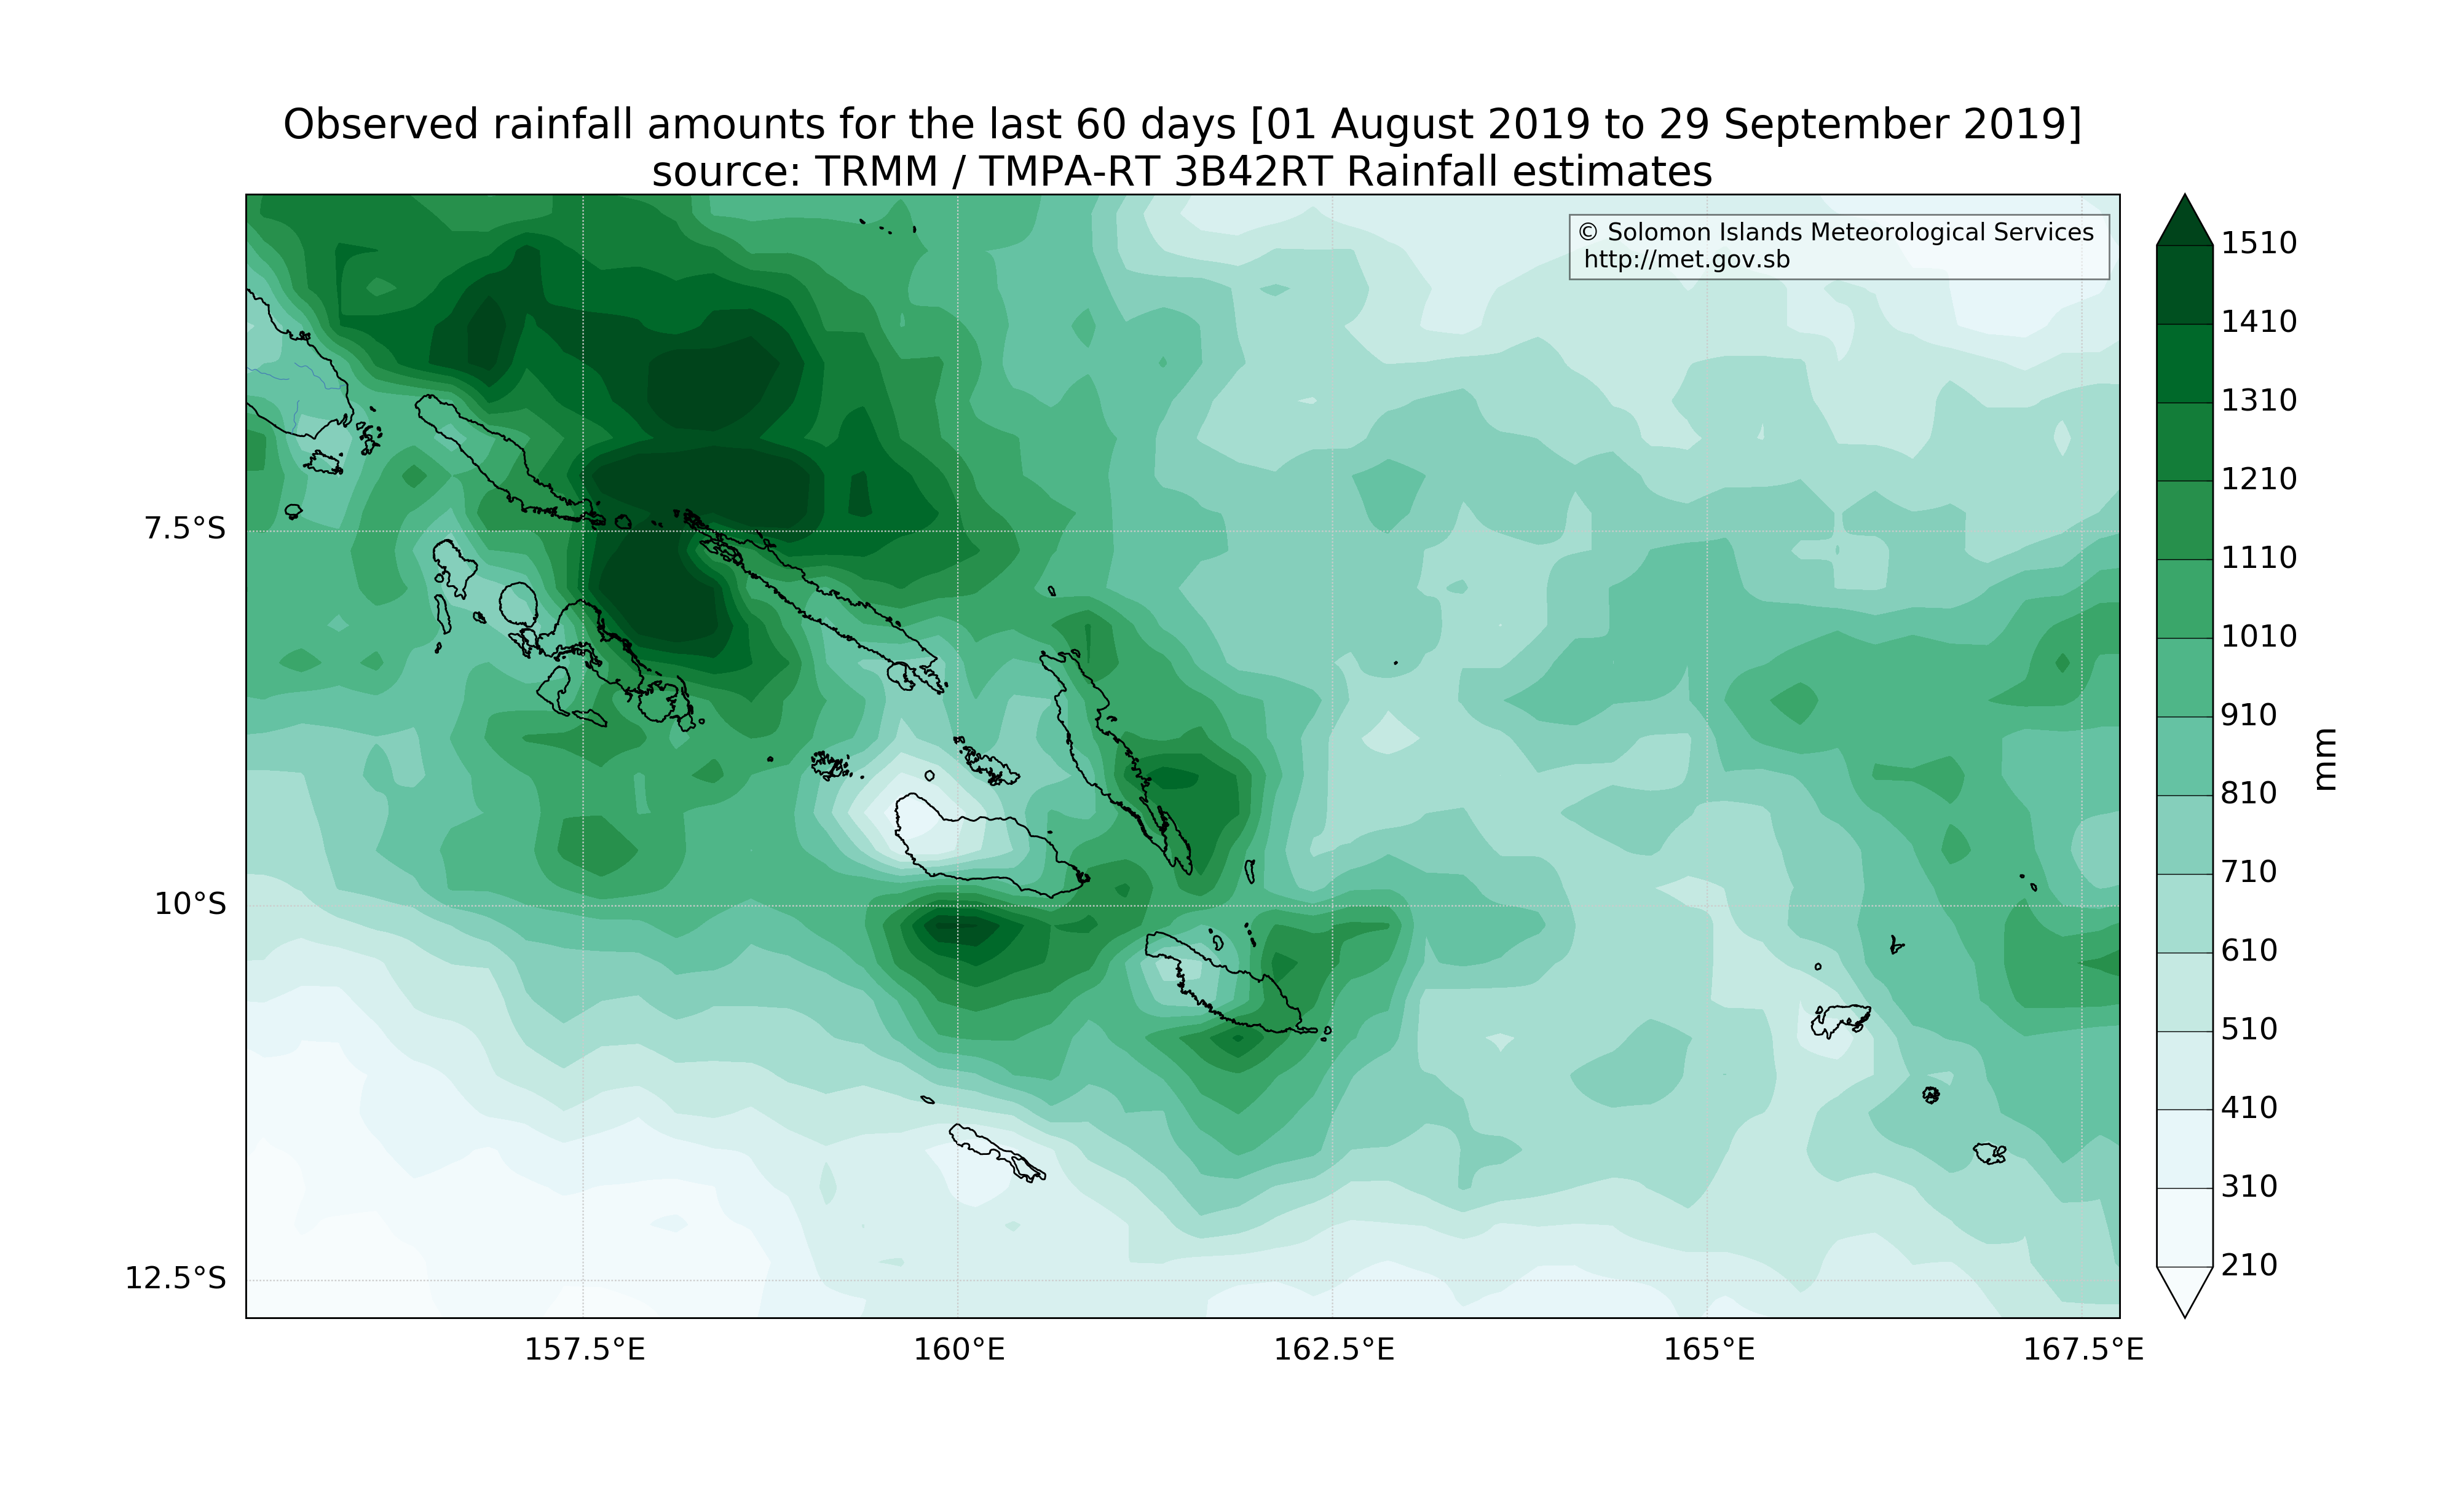 Observed rainfall amounts for the last 60 days [01 August 2019 to 29 September 2019]
source: TRMM / TMPA-RT 3B42RT Rainfall estimates
© Solomon Islands Meteorological Services
http://met.gov.sb
7.5°S
10°S
12.5°S
157.5°E
160°E
162.5°E
165°E
167.5°E
1510
1410
1310
1210
1110
1010
910
810
710
610
510
410
310
210
mm